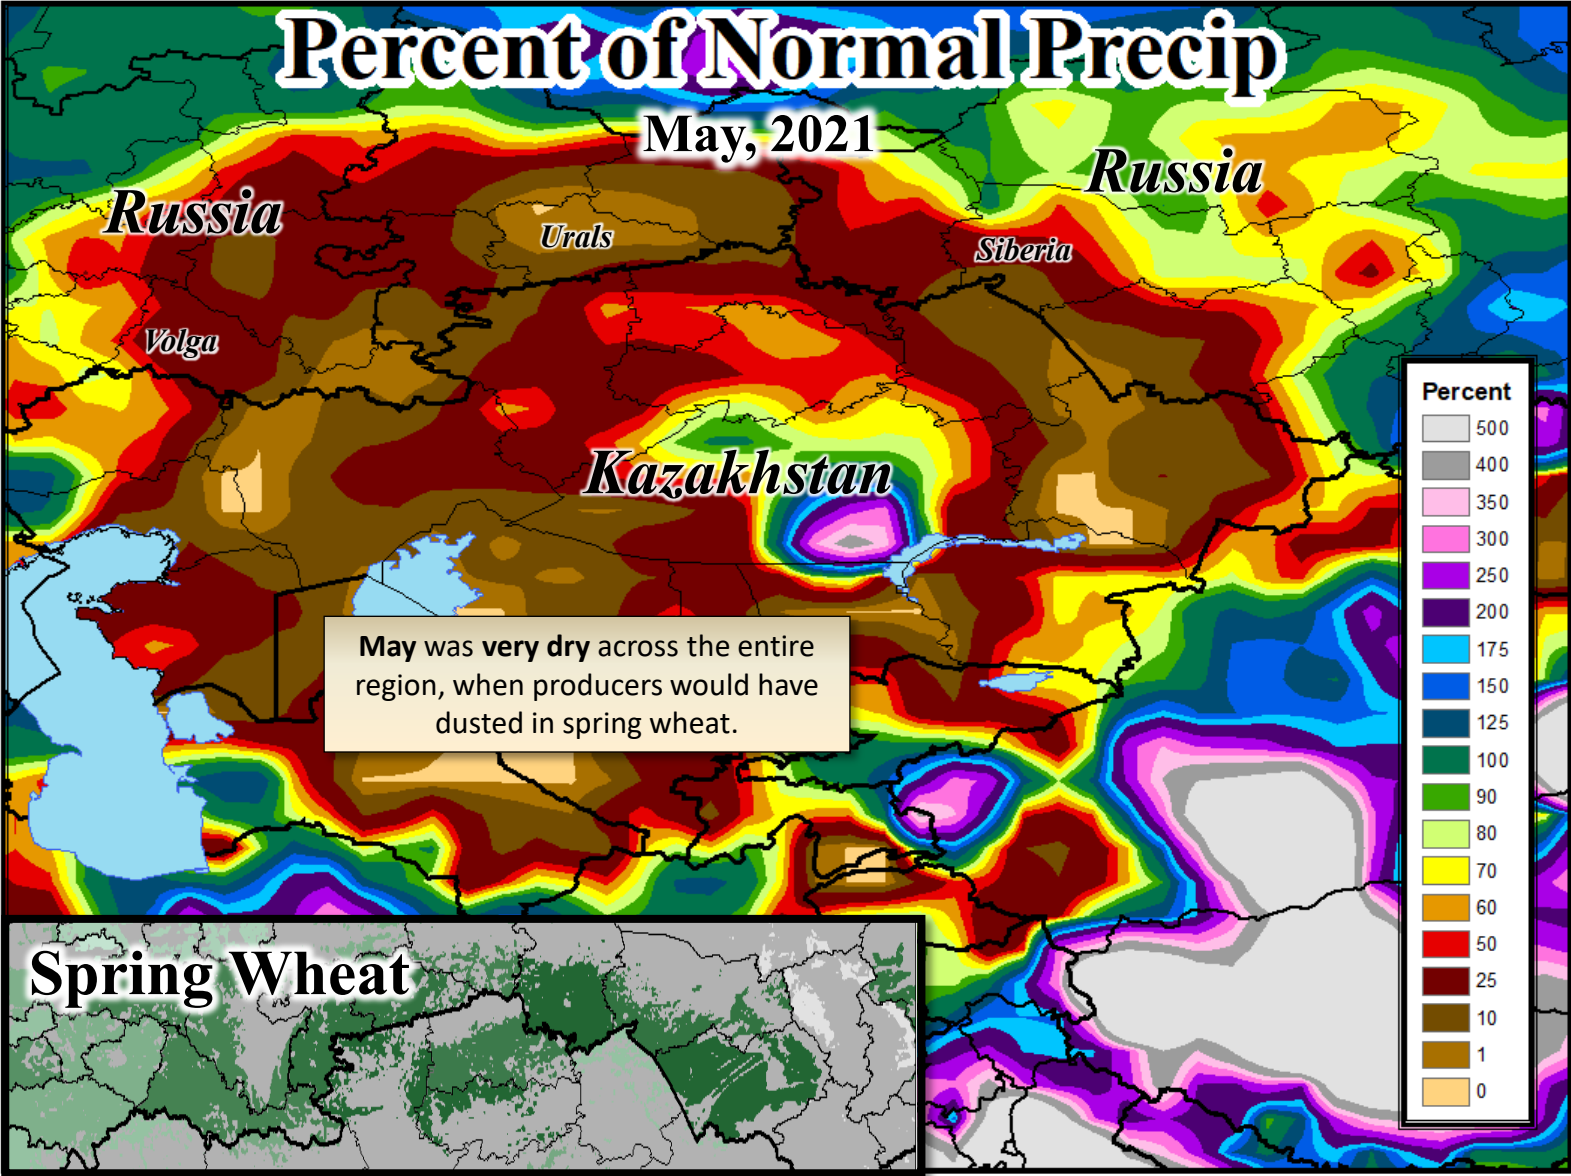 Percent of Normal Precip
May, 2021
Russia
Russia
Urals
Siberia
Volga
Kazakhstan
May was very dry across the entire
region, when producers would have
dusted in spring wheat.
Percent
500
400
350
300
250
200
175
150
125
100
90
80
70
60
50
25
10
1
0
Spring Wheat